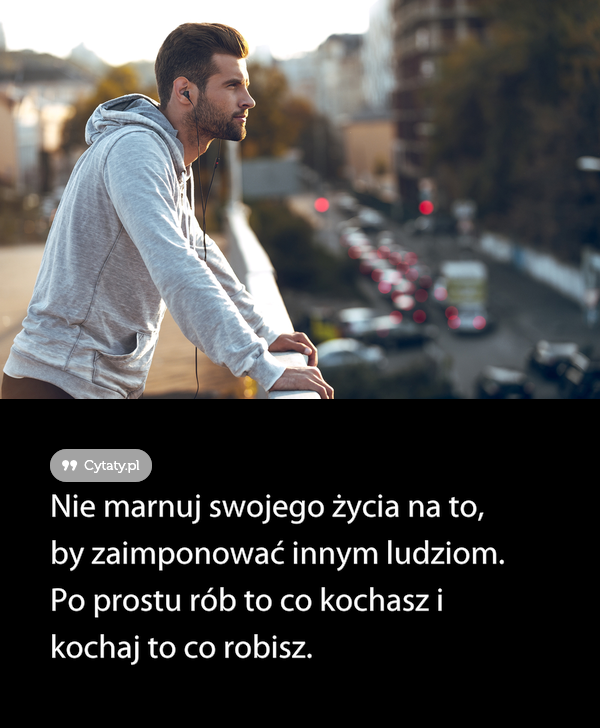 Cytaty.pl
Nie marnuj swojego życia na to,
by zaimponować innym ludziom.
Po prostu rób to co kochasz i
kochaj to co robisz.